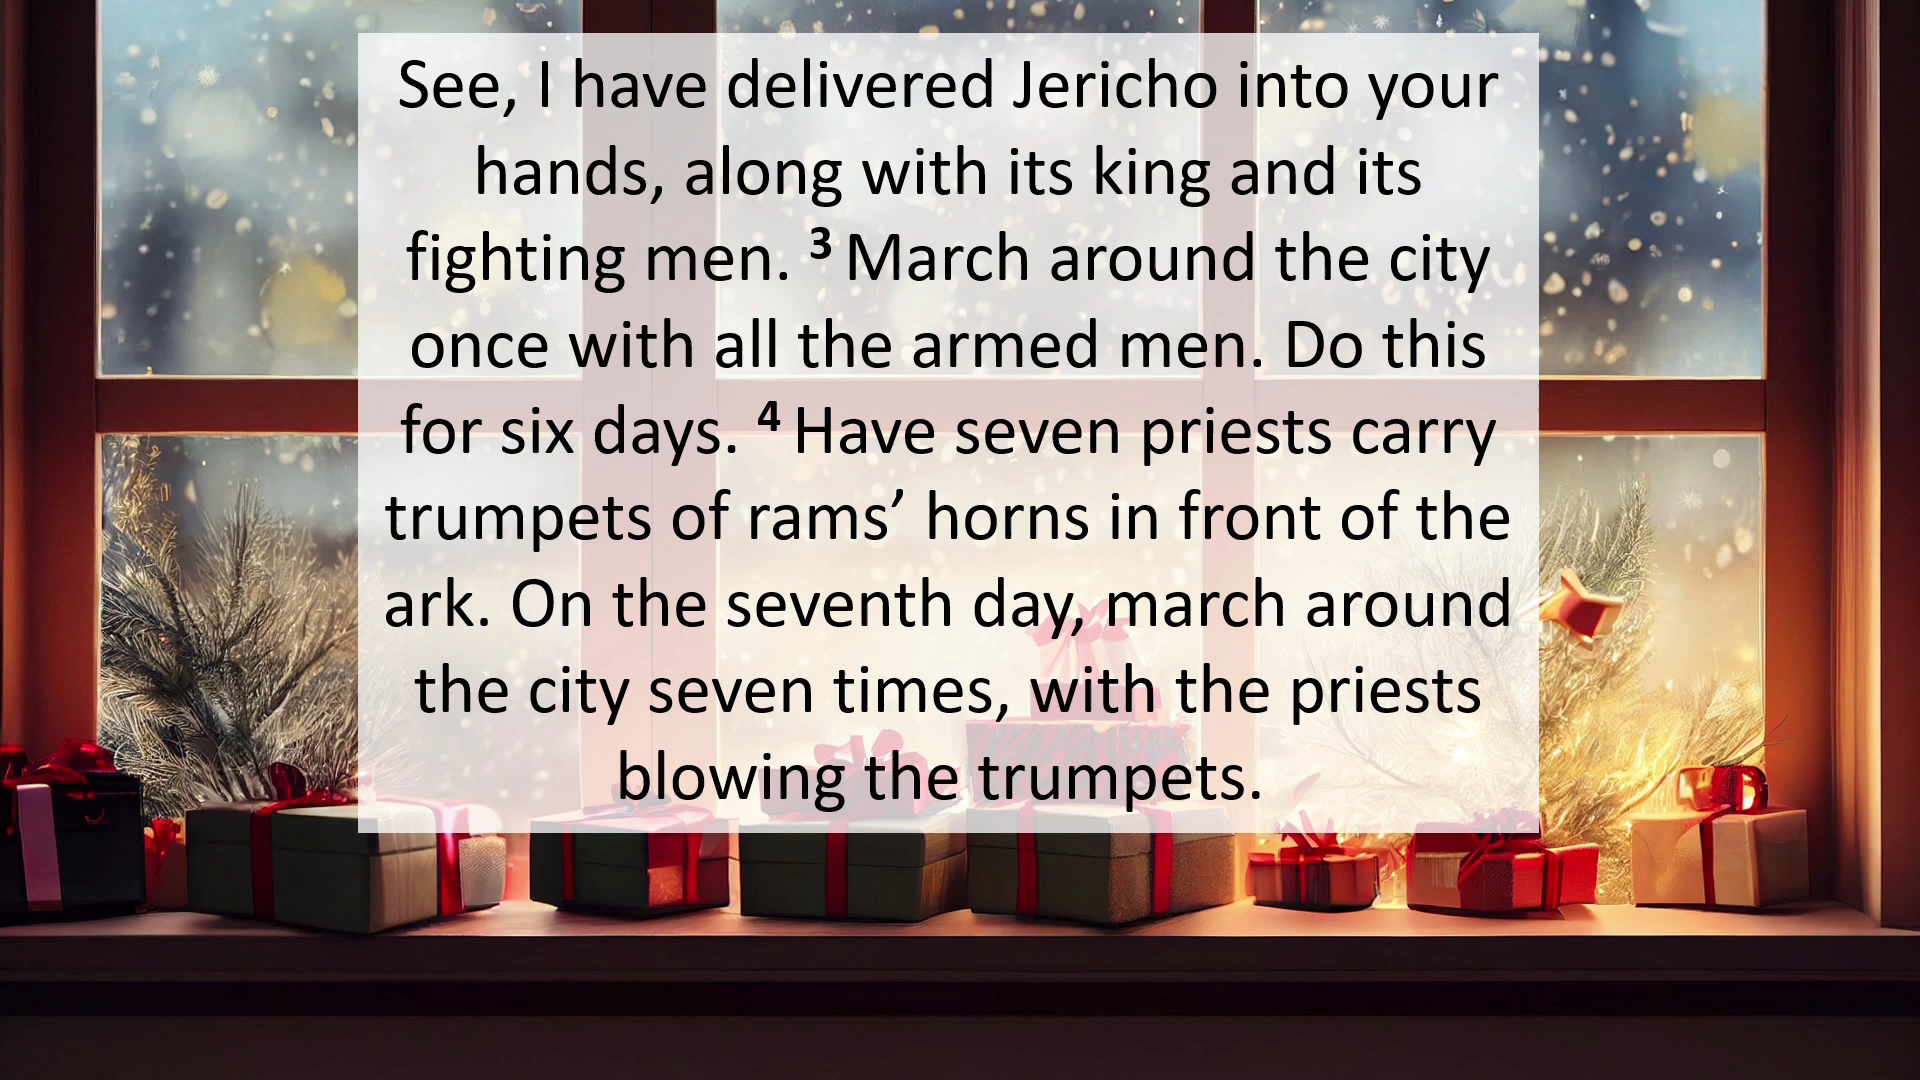 See, I have delivered Jericho into your
hands, along with its king and its
fighting men. ³ March around the city
once with all the armed men. Do this
for six days. ⁴ Have seven priests carry
trumpets of rams’ horns in front of the
ark. On the seventh day, march around
the city seven times, with the priests
blowing the trumpets.